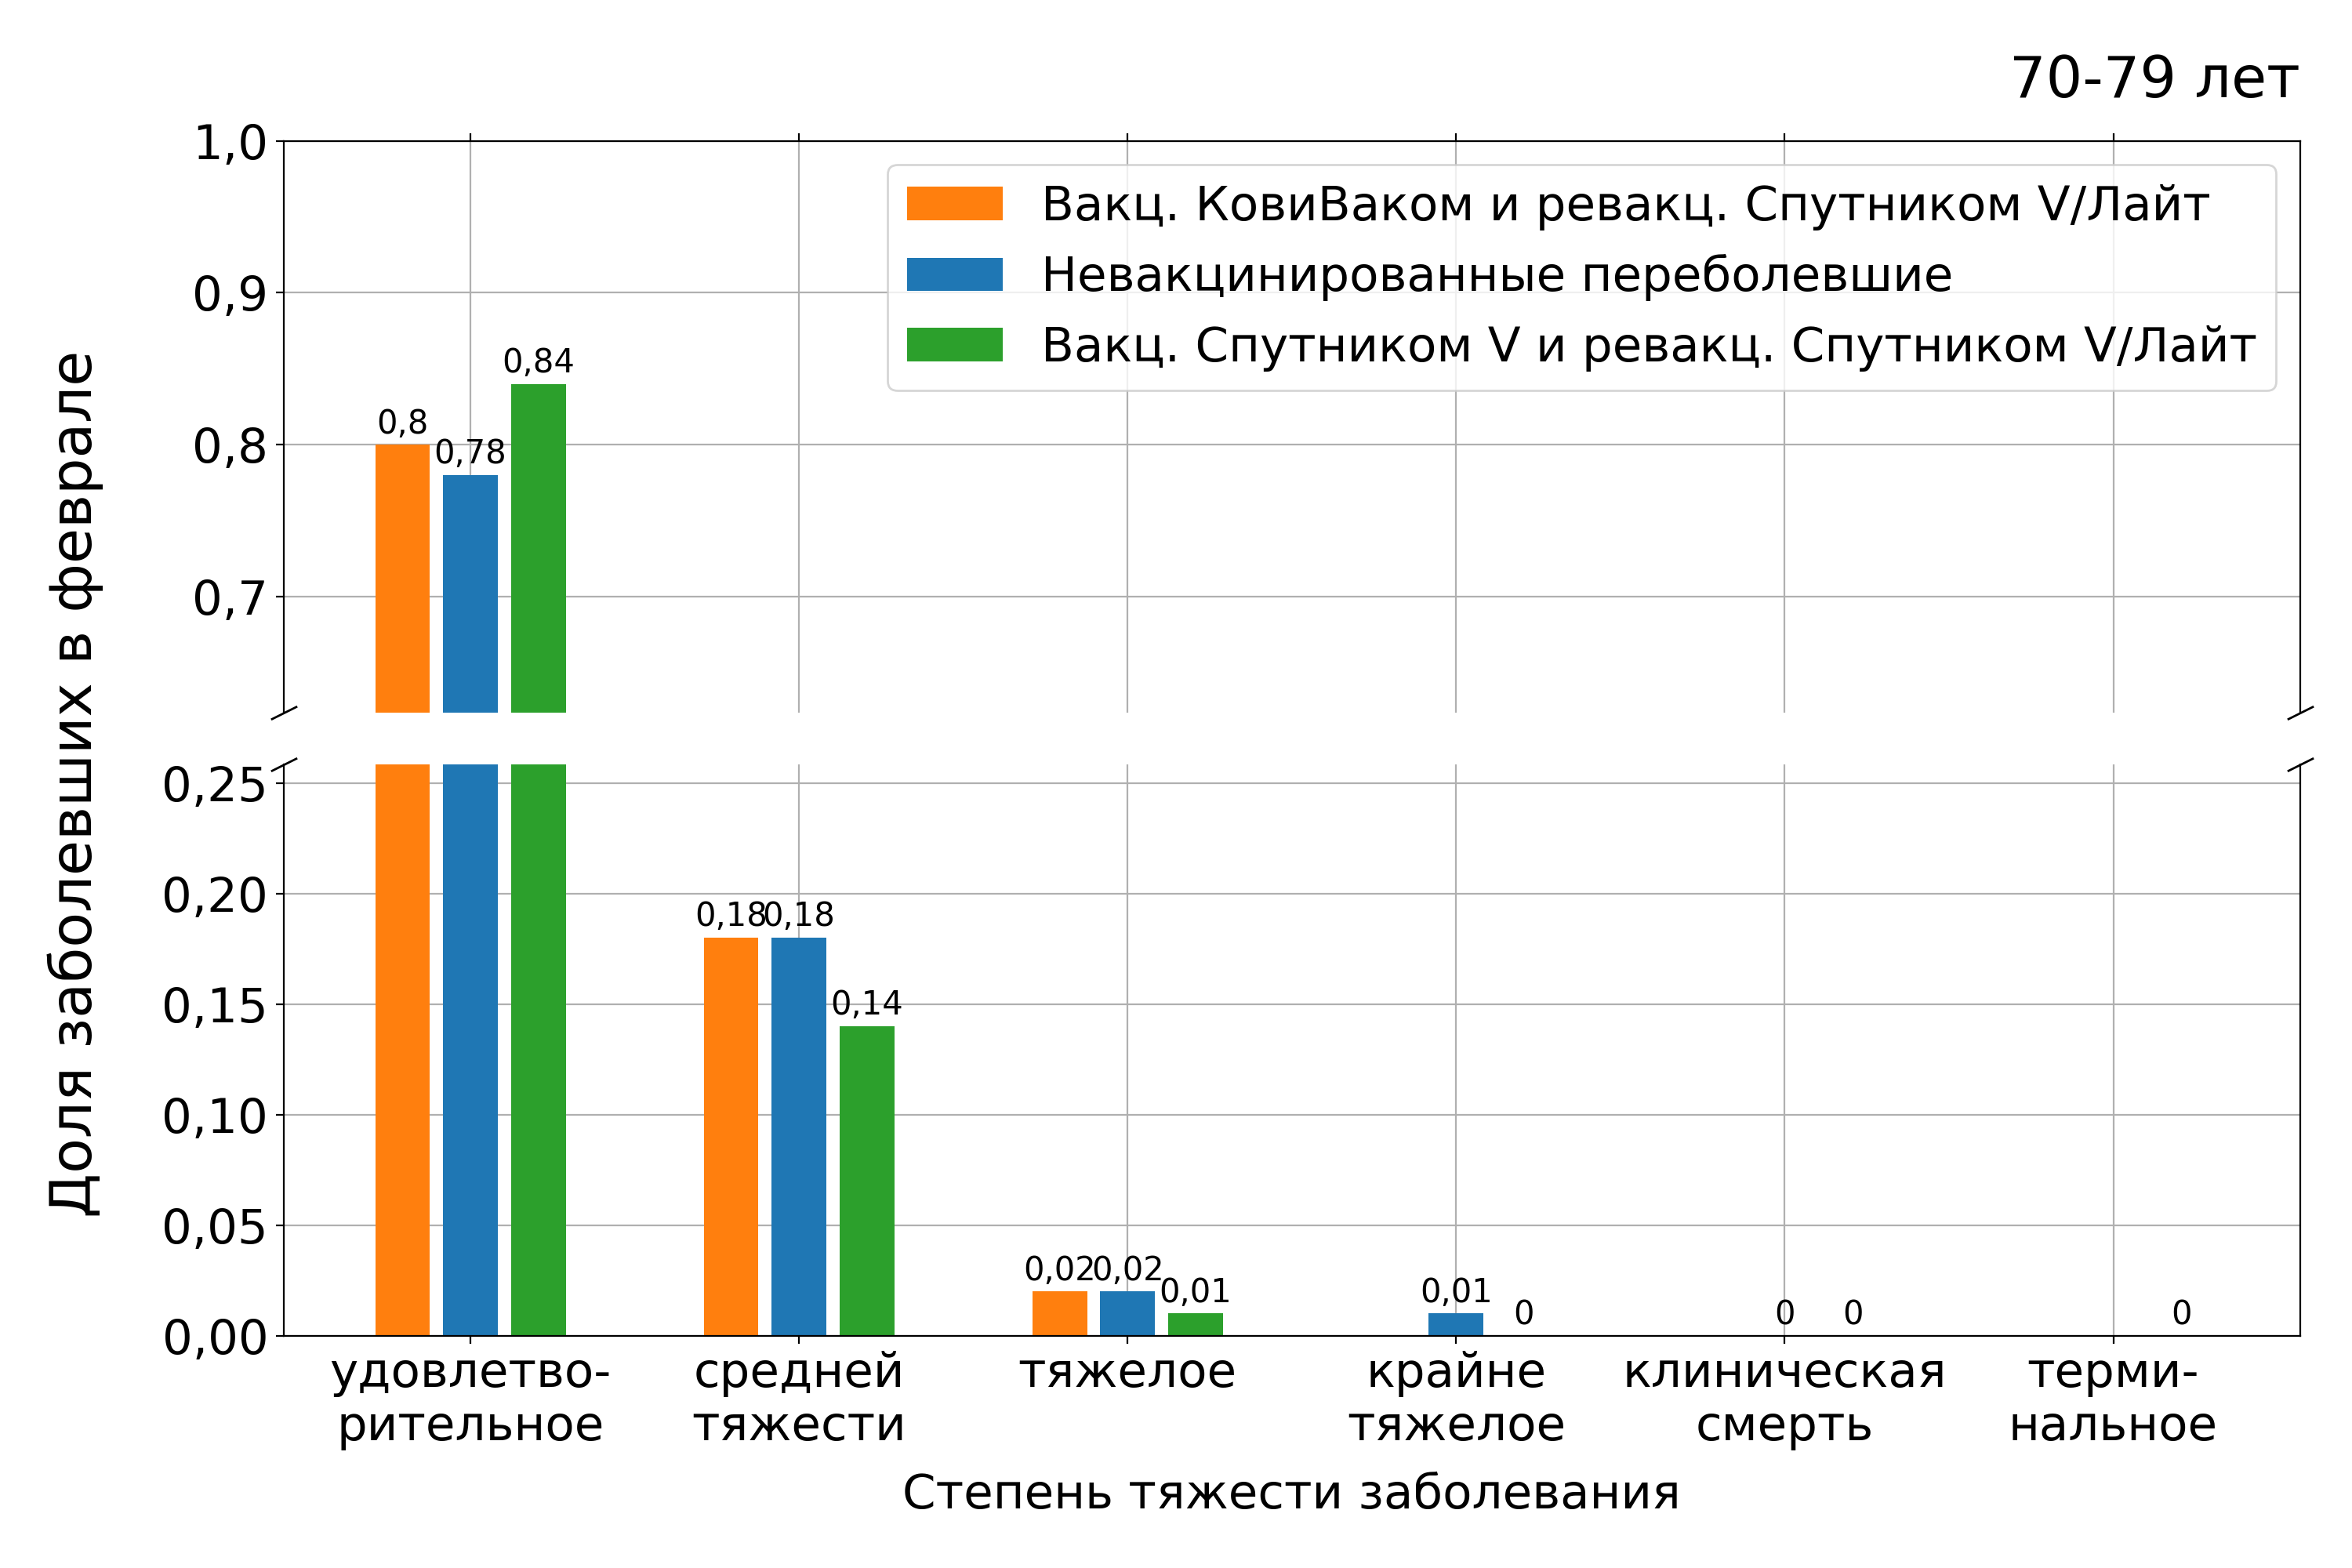 70-79 лет
1,0
0,9
0,8
0,7
0,25
0,20
0,15
0,10
0,05
0,00
Доля заболевших в феврале
Вакц. КовиВаком и ревакц. Спутником V/Лайт
Невакцинированные переболевшие
Вакц. Спутником V и ревакц. Спутником V/Лайт
0,8
0,78
0,84
0,18
0,18
0,14
0,02
0,02
0,01
0,01
0
0
0
0
удовлетво-
рительное
средней
тяжести
тяжелое
крайне
тяжелое
клиническая
смерть
терми-
нальное
Степень тяжести заболевания